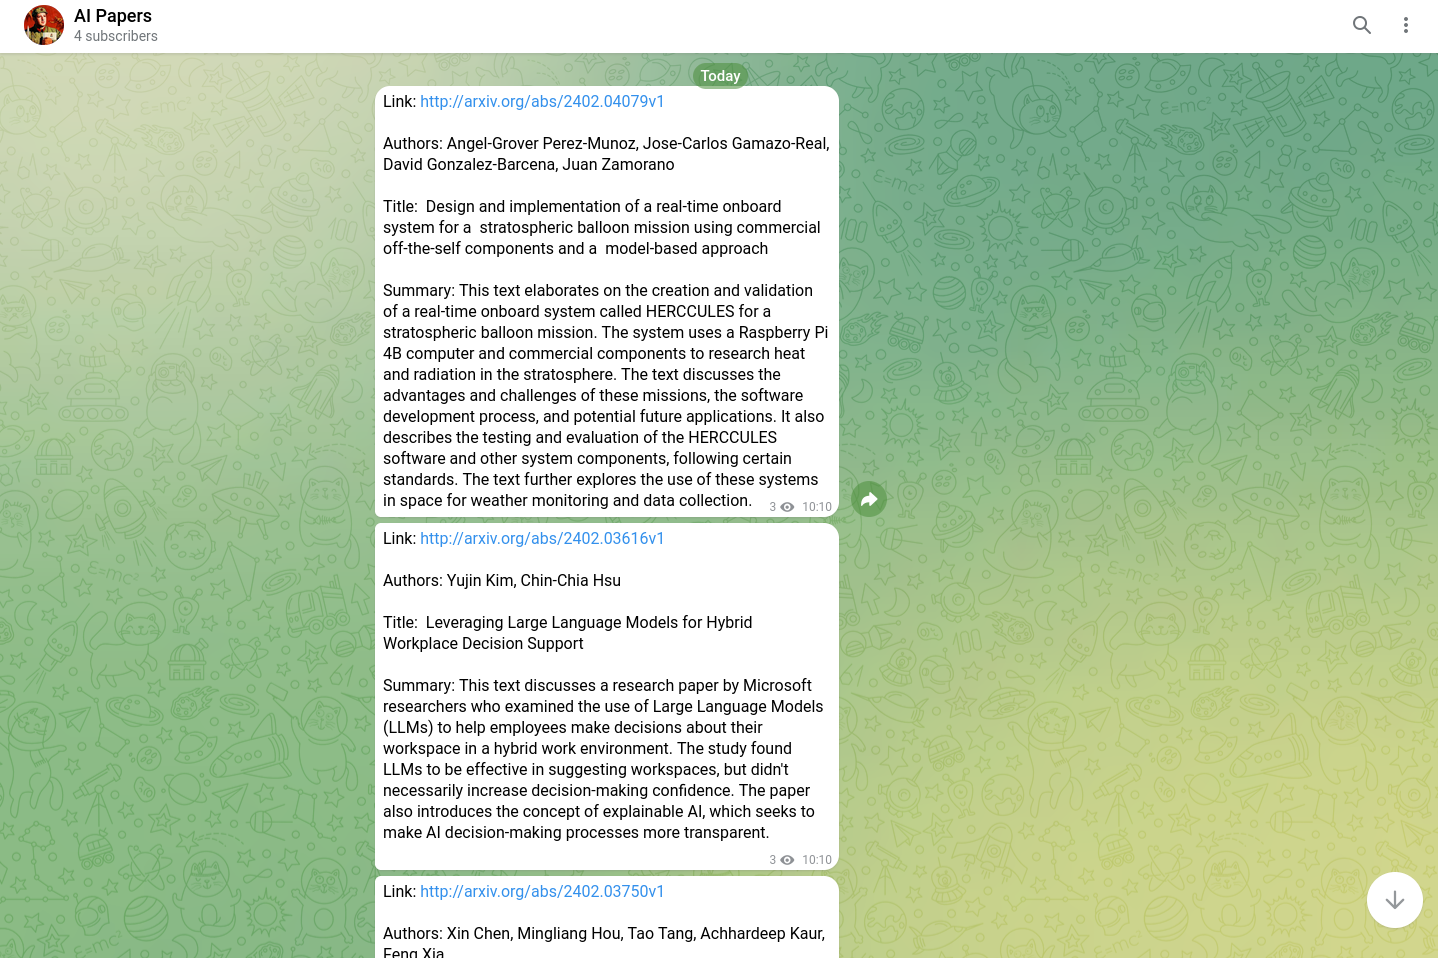 AI Papers
4 subscribers
Today
Link: http://arxiv.org/abs/2402.04079v1
Authors: Angel-Grover Perez-Munoz, Jose-Carlos Gamazo-Real,
David Gonzalez-Barcena, Juan Zamorano
Title:  Design and implementation of a real-time onboard
system for a  stratospheric balloon mission using commercial
off-the-self components and a  model-based approach
Summary: This text elaborates on the creation and validation
of a real-time onboard system called HERCCULES for a
stratospheric balloon mission. The system uses a Raspberry Pi
4B computer and commercial components to research heat
and radiation in the stratosphere. The text discusses the
advantages and challenges of these missions, the software
development process, and potential future applications. It also
describes the testing and evaluation of the HERCCULES
software and other system components, following certain
standards. The text further explores the use of these systems
in space for weather monitoring and data collection.
3 10:10
Link: http://arxiv.org/abs/2402.03616v1
Authors: Yujin Kim, Chin-Chia Hsu
Title:  Leveraging Large Language Models for Hybrid
Workplace Decision Support
Summary: This text discusses a research paper by Microsoft
researchers who examined the use of Large Language Models
(LLMs) to help employees make decisions about their
workspace in a hybrid work environment. The study found
LLMs to be effective in suggesting workspaces, but didn't
necessarily increase decision-making confidence. The paper
also introduces the concept of explainable AI, which seeks to
make AI decision-making processes more transparent.
3 10:10
Link: http://arxiv.org/abs/2402.03750v1
Authors: Xin Chen, Mingliang Hou, Tao Tang, Achhardeep Kaur,
Feng Xia